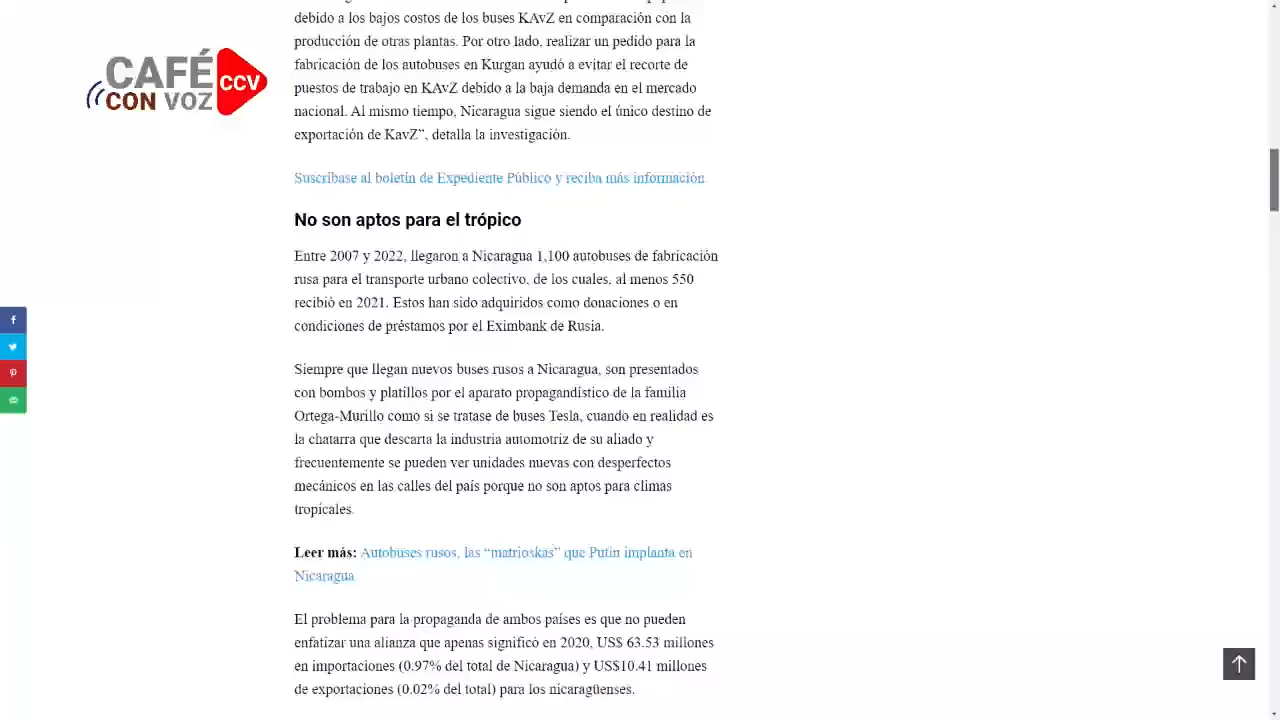 debido a los bajos costos de los buses KAvZ en comparación con la
producción de otras plantas. Por otro lado, realizar un pedido para la
fabricación de los autobuses en Kurgan ayudó a evitar el recorte de
puestos de trabajo en KAvZ debido a la baja demanda en el mercado
nacional. Al mismo tiempo, Nicaragua sigue siendo el único destino de
exportación de KavZ”, detalla la investigación.
CAFÉ
CON VOZ
CCV
Suscríbase al boletín de Expediente Público y reciba más información.
No son aptos para el trópico
Entre 2007 y 2022, llegaron a Nicaragua 1,100 autobuses de fabricación
rusa para el transporte urbano colectivo, de los cuales, al menos 550
recibió en 2021. Estos han sido adquiridos como donaciones o en
condiciones de préstamos por el Eximbank de Rusia.
Siempre que llegan nuevos buses rusos a Nicaragua, son presentados
con bombos y platillos por el aparato propagandístico de la familia
Ortega-Murillo como si se tratase de buses Tesla, cuando en realidad es
la chatarra que descarta la industria automotriz de su aliado y
frecuentemente se pueden ver unidades nuevas con desperfectos
mecánicos en las calles del país porque no son aptos para climas
tropicales.
Leer más: Autobuses rusos, las “matrioskas” que Putin implanta en
Nicaragua
El problema para la propaganda de ambos países es que no pueden
enfatizar una alianza que apenas significó en 2020, US$ 63.53 millones
en importaciones (0.97% del total de Nicaragua) y US$10.41 millones
de exportaciones (0.02% del total) para los nicaragüenses.